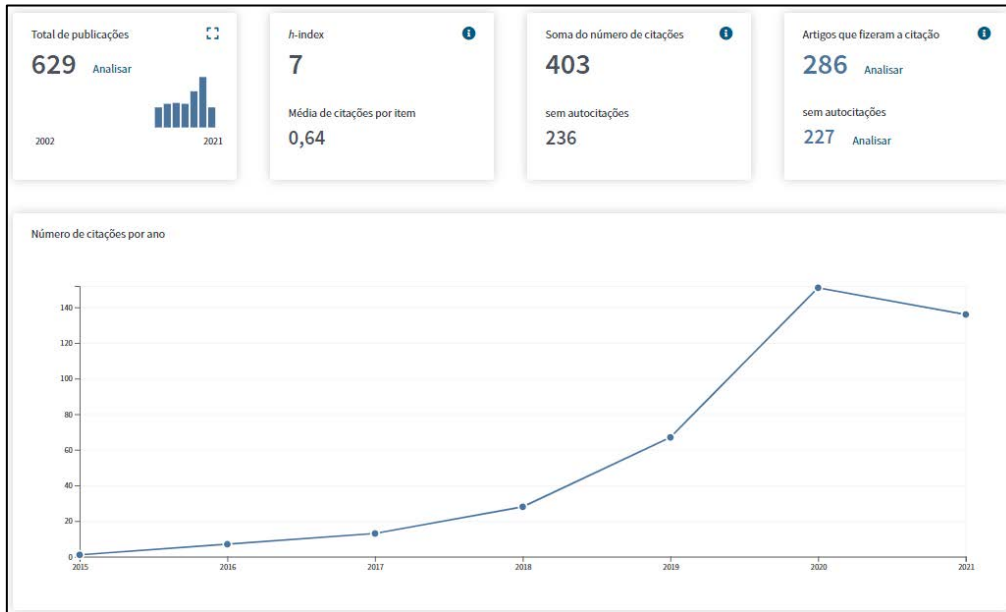 Total de publicações
629 Analisar
2002 2021
h-index
7
Média de citações por item
0,64
Soma do número de citações
403
sem autocitações
236
Artigos que fizeram a citação
286 Analisar
sem autocitações
227 Analisar
Número de citações por ano
140
120
100
80
60
40
20
0
2015 2016 2017 2018 2019 2020 2021